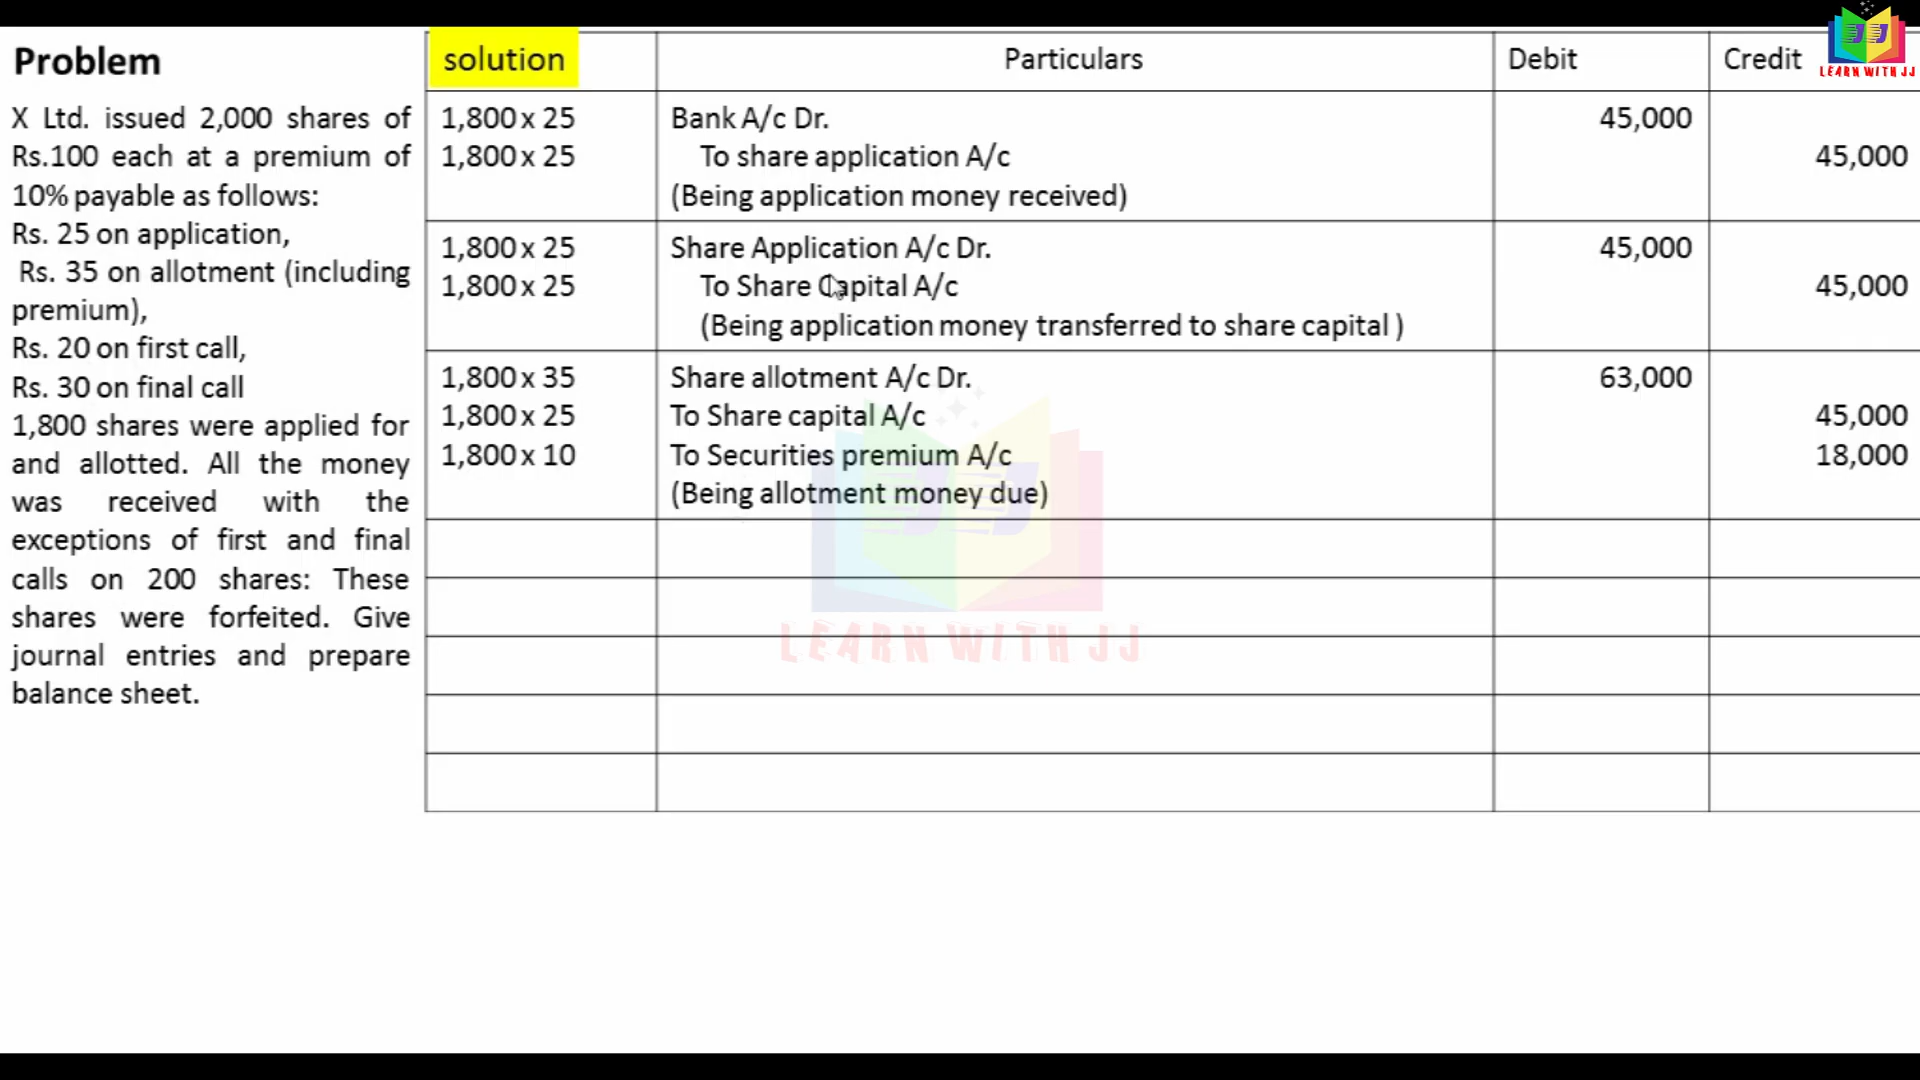 Problem
X Ltd. issued 2,000 shares of
Rs.100 each at a premium of
10% payable as follows:
Rs. 25 on application,
Rs. 35 on allotment (including
premium),
Rs. 20 on first call,
Rs. 30 on final call
1,800 shares were applied for
and allotted. All the money
was received with the
exceptions of first and final
calls on 200 shares: These
shares were forfeited. Give
journal entries and prepare
balance sheet.
solution Particulars Debit Credit
1,800 x 25 Bank A/c Dr. 45,000
1,800 x 25 To share application A/c 45,000
(Being application money received)
1,800 x 25 Share Application A/c Dr. 45,000
1,800 x 25 To Share Capital A/c 45,000
(Being application money transferred to share capital )
1,800 x 35 Share allotment A/c Dr. 63,000
1,800 x 25 To Share capital A/c 45,000
1,800 x 10 To Securities premium A/c 18,000
(Being allotment money due)
JJ
LEARN WITH JJ
JJ
LEARN WITH JJ